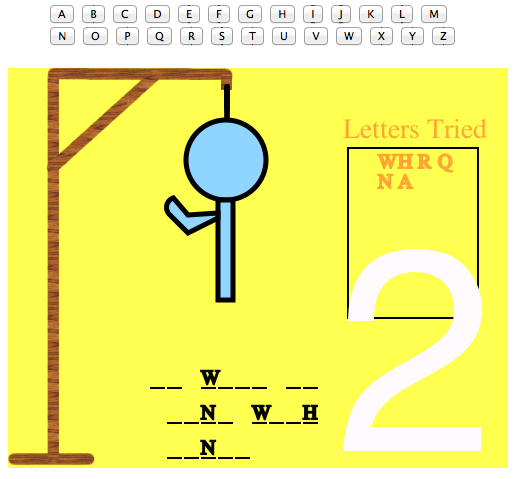 A B C D E F G H I J K L M
N O P Q R S T U V W X Y Z
Letters Tried
W H R Q
N A
2
_ _ W _ _ _ _ _
_ _ N _ W _ _ H
_ _ N _ _